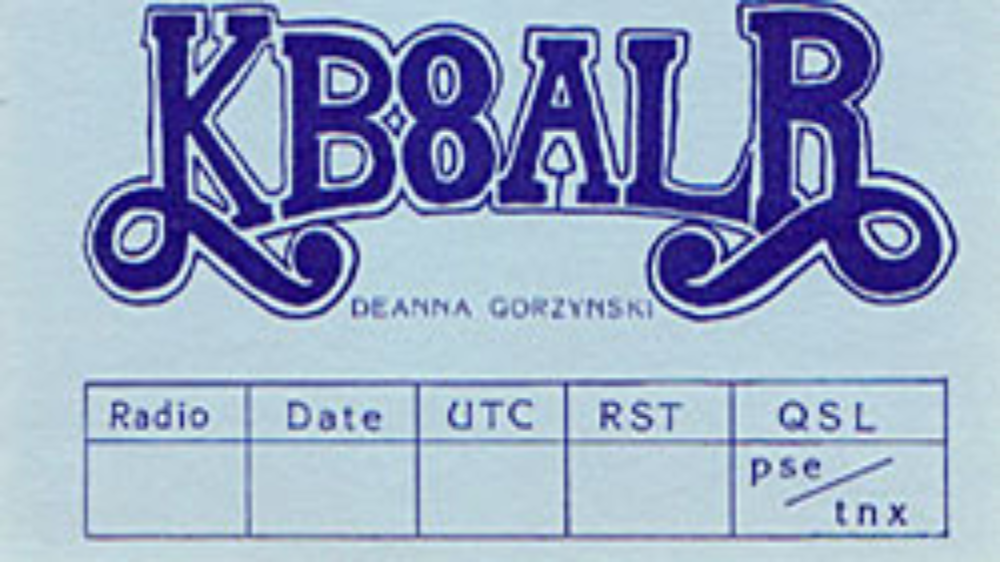 KB8ALR
DEANNA GORZYNSKI
Radio Date UTC RST QSL
pse/
tnx